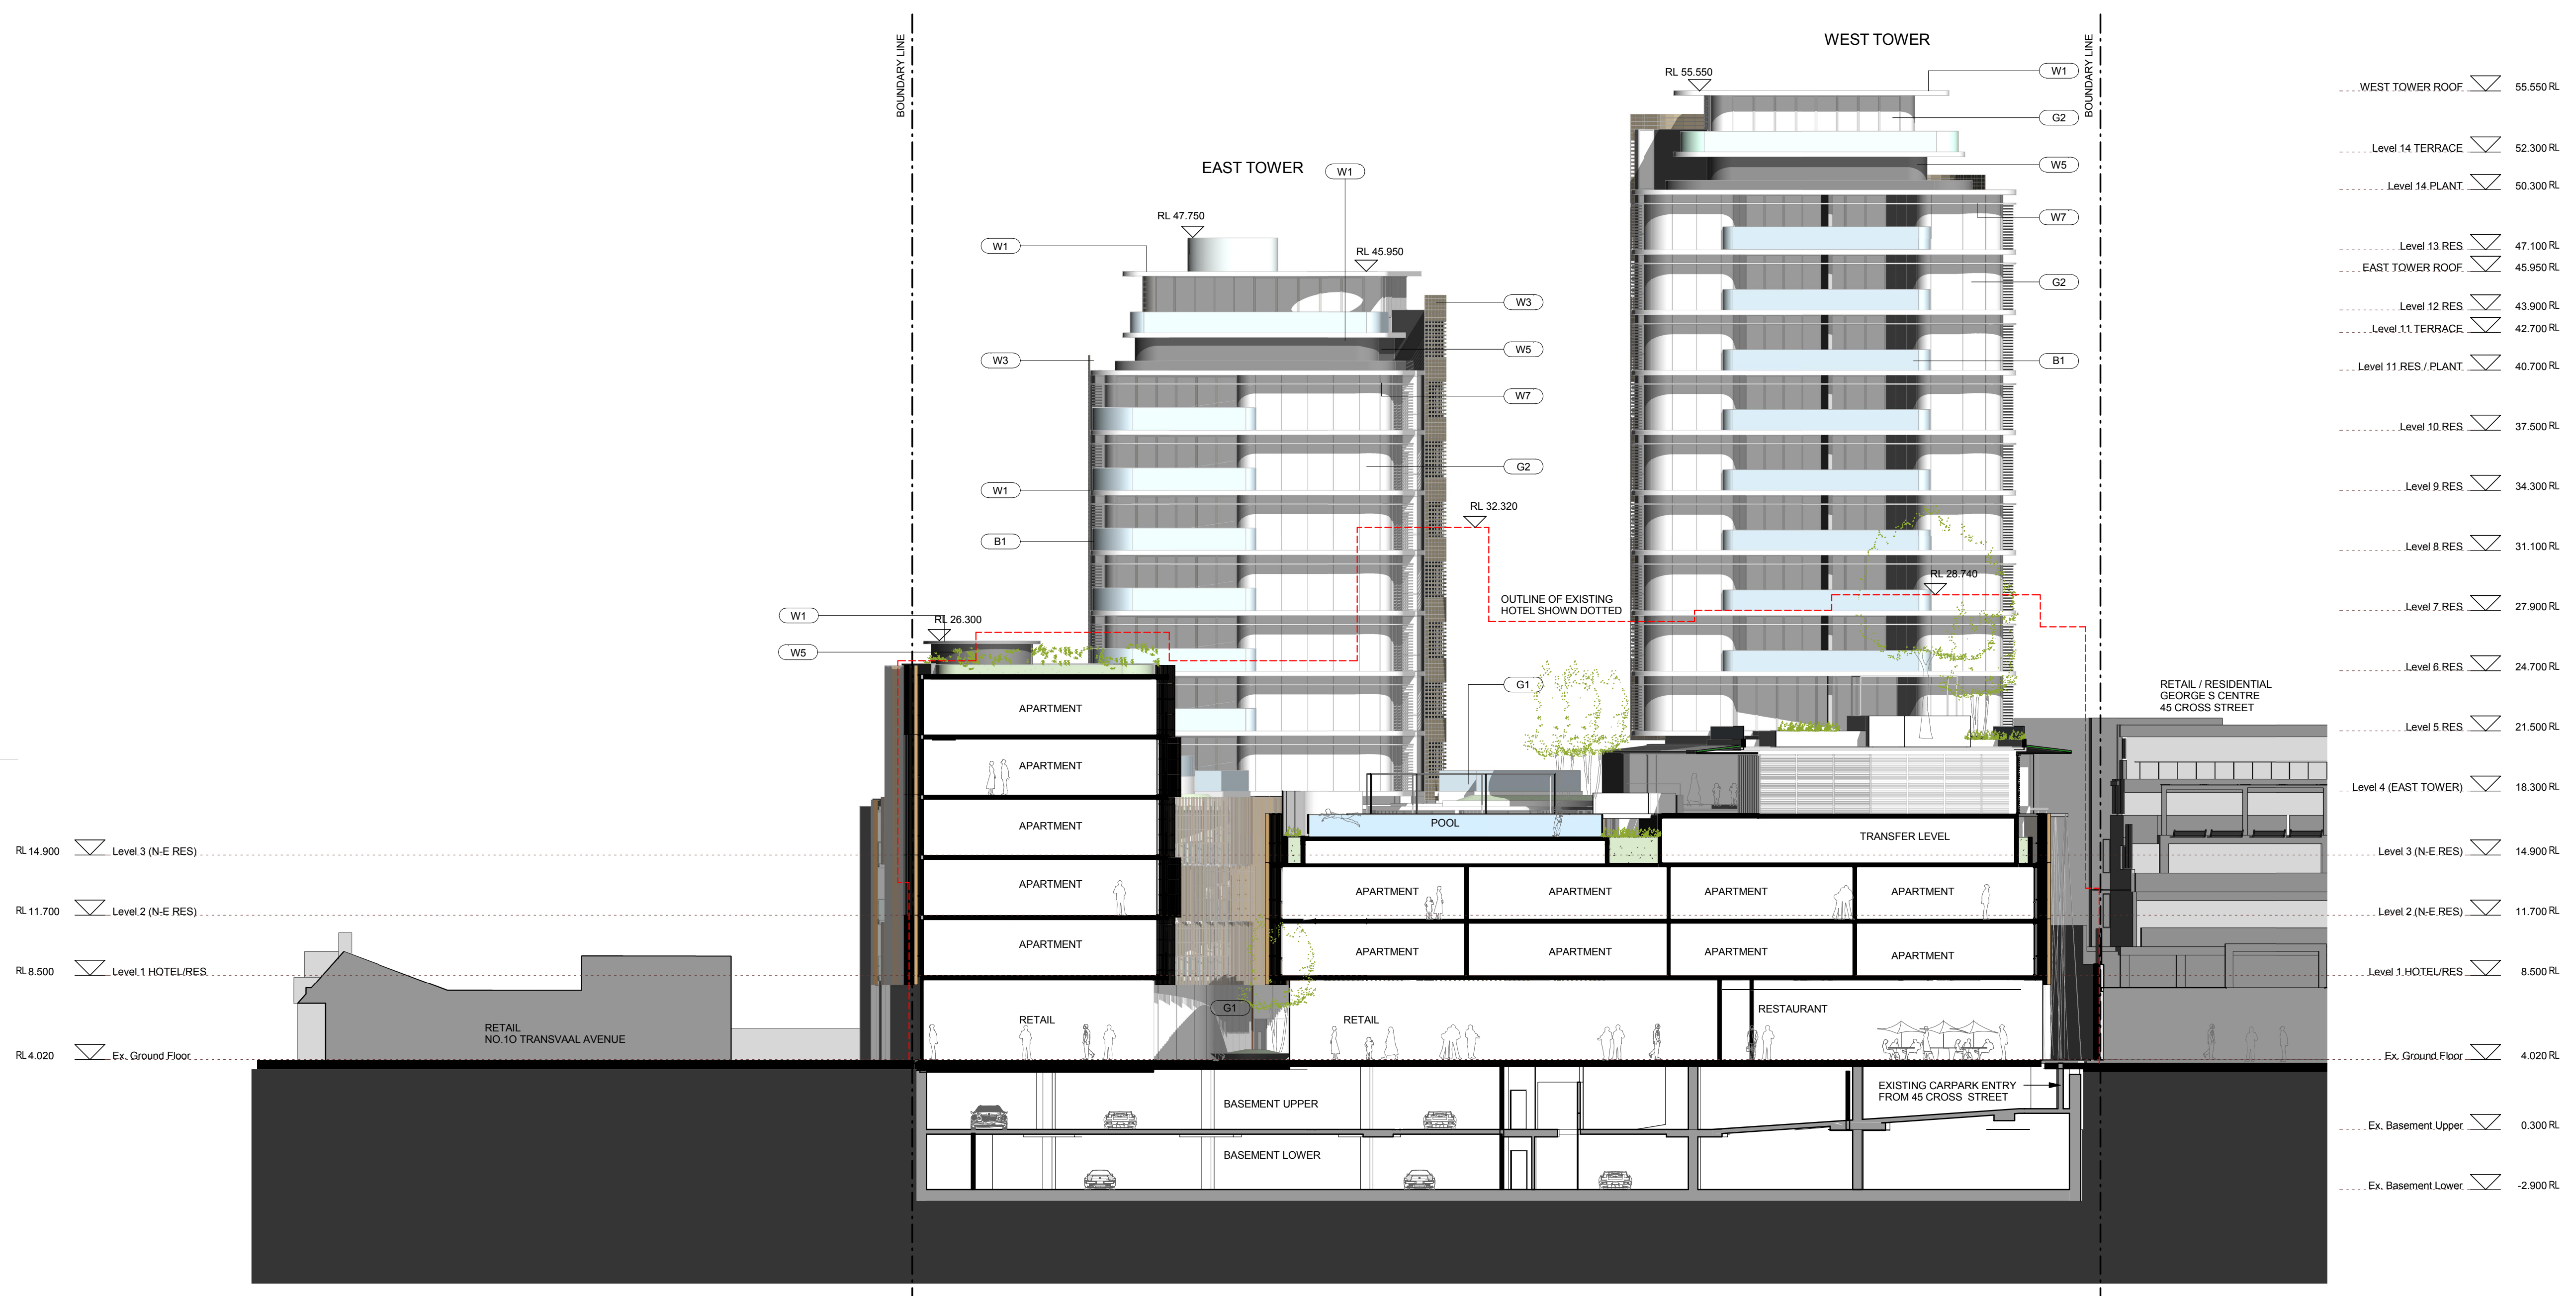 WEST TOWER
BOUNDARY LINE
BOUNDARY LINE
RL 55.550
W1
WEST TOWER ROOF 55.550 RL
G2
Level 14 TERRACE 52.300 RL
EAST TOWER
W1
W5
Level 14 PLANT 50.300 RL
RL 47.750
W7
W1
RL 45.950
Level 13 RES 47.100 RL
EAST TOWER ROOF 45.950 RL
G2
W3
Level 12 RES 43.900 RL
Level 11 TERRACE 42.700 RL
W5
W3
B1
Level 11 RES / PLANT 40.700 RL
W7
Level 10 RES 37.500 RL
G2
W1
Level 9 RES 34.300 RL
RL 32.320
B1
Level 8 RES 31.100 RL
RL 28.740
OUTLINE OF EXISTING
HOTEL SHOWN DOTTED
Level 7 RES 27.900 RL
W1
RL 26.300
W5
Level 6 RES 24.700 RL
G1
RETAIL / RESIDENTIAL
GEORGE S CENTRE
45 CROSS STREET
APARTMENT
Level 5 RES 21.500 RL
APARTMENT
Level 4 (EAST TOWER) 18.300 RL
APARTMENT
POOL
TRANSFER LEVEL
RL 14.900 Level 3 (N-E RES)
Level 3 (N-E RES) 14.900 RL
APARTMENT
APARTMENT
APARTMENT
APARTMENT
APARTMENT
RL 11.700 Level 2 (N-E RES)
Level 2 (N-E RES) 11.700 RL
APARTMENT
APARTMENT
APARTMENT
APARTMENT
APARTMENT
RL 8.500 Level 1 HOTEL/RES
Level 1 HOTEL/RES 8.500 RL
G1
RETAIL
RETAIL
RESTAURANT
RETAIL
NO.1O TRANSVAAL AVENUE
RL 4.020 Ex. Ground Floor
Ex. Ground Floor 4.020 RL
EXISTING CARPARK ENTRY
FROM 45 CROSS STREET
BASEMENT UPPER
Ex. Basement Upper 0.300 RL
BASEMENT LOWER
Ex. Basement Lower -2.900 RL